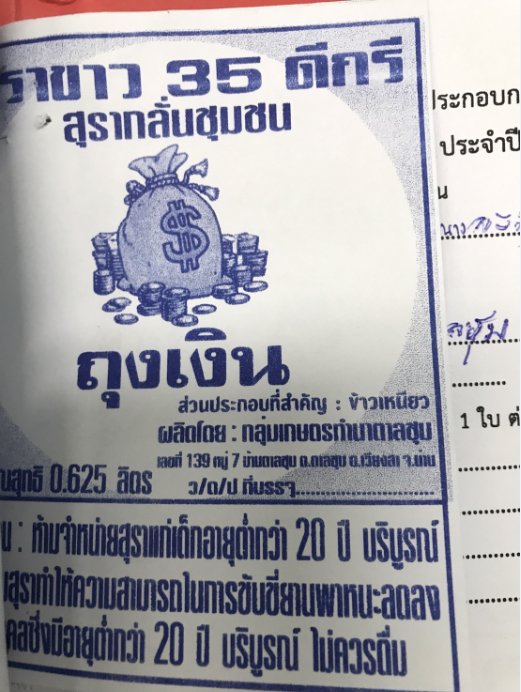 ราขาว 35 ดีกรี
สุรากลั่นชุมชน
$
ถุงเงิน
ส่วนประกอบที่สำคัญ : ข้าวเหนียว
ผลิตโดย : กลุ่มเกษตรทำนาตาลชุม
เลขที่ 139 หมู่ 7 บ้านตาลชุม ต.ตาลชุม อ.เวียงสา จ.น่าน
สุทธิ 0.625 ลิตร ว/ด/ป ที่บรรจุ..............................
น : ห้ามจำหน่ายสุราแก่เด็กอายุต่ำกว่า 20 ปี บริบูรณ์
สุราทำให้ความสามารถในการขับขี่ยานพาหนะลดลง
คลซึ่งมีอายุต่ำกว่า 20 ปี บริบูรณ์ ไม่ควรดื่ม
ประกอบก
ประจำปี
น
นาง
1 ใบ ต่